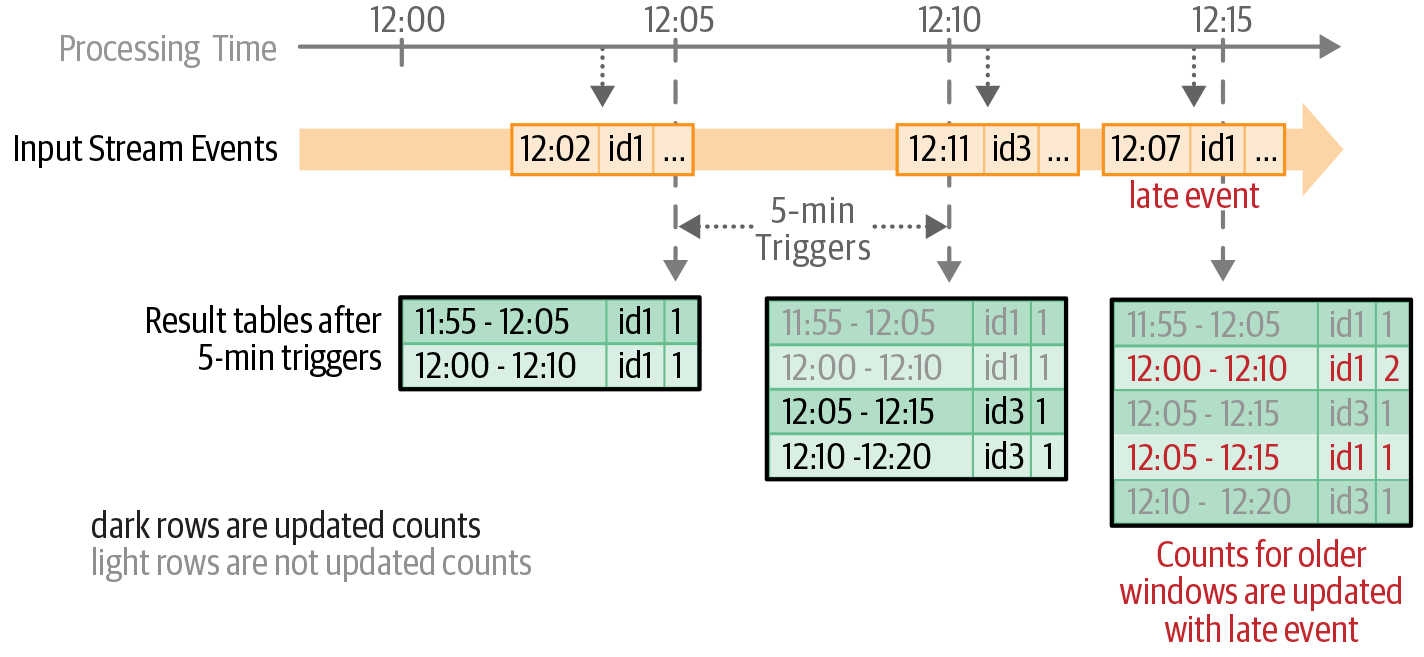 12:00 12:05 12:10 12:15
Processing Time
Input Stream Events
12:02 id1 ...
12:11 id3 ...
12:07 id1 ...
late event
5-min
Triggers
Result tables after
5-min triggers
11:55 - 12:05 id1 1
12:00 - 12:10 id1 1
11:55 - 12:05 id1 1
12:00 - 12:10 id1 1
12:05 - 12:15 id3 1
12:10 -12:20 id3 1
11:55 - 12:05 id1 1
12:00 - 12:10 id1 2
12:05 - 12:15 id3 1
12:05 - 12:15 id1 1
12:10 - 12:20 id3 1
dark rows are updated counts
light rows are not updated counts
Counts for older
windows are updated
with late event